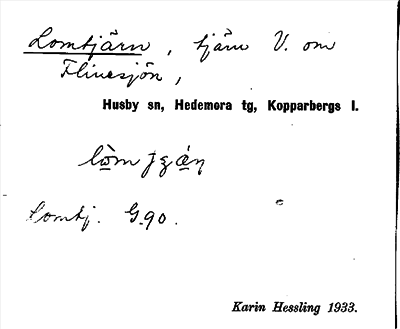 Lomtjärn, tjärn V. om
Flinesjön,
Husby sn, Hedemora tg, Kopparbergs l.
Lomtj. G.90.
Karin Hessling 1933.